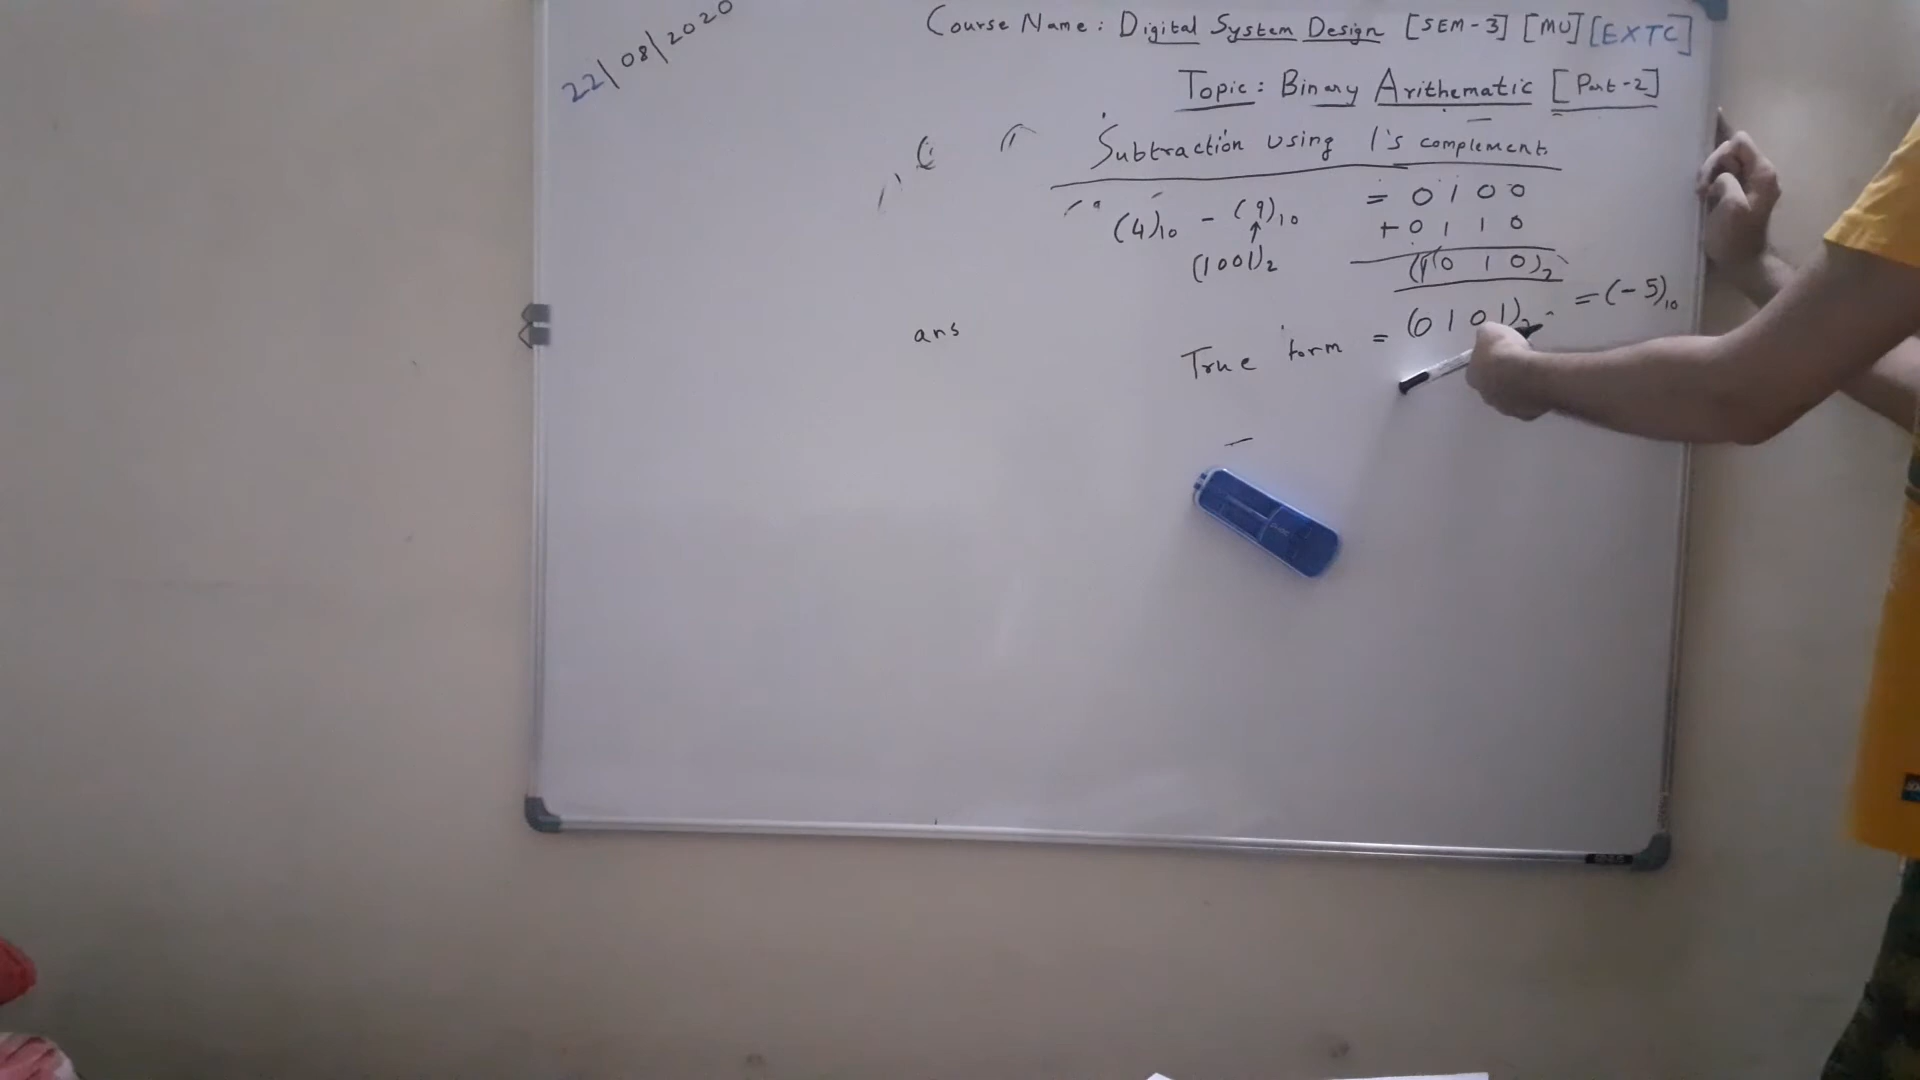 22/08/2020
Course Name: Digital System Design [SEM-3] [MU] [EXTC]
Topic: Binary Arithematic [Part-2]
Subtraction using 1's complement.
(4)10 - (9)10
(1001)2
= 0 1 0 0
+ 0 1 1 0
(1 0 1 0)2
True form = (0 1 0 1)2 = (-5)10
ans